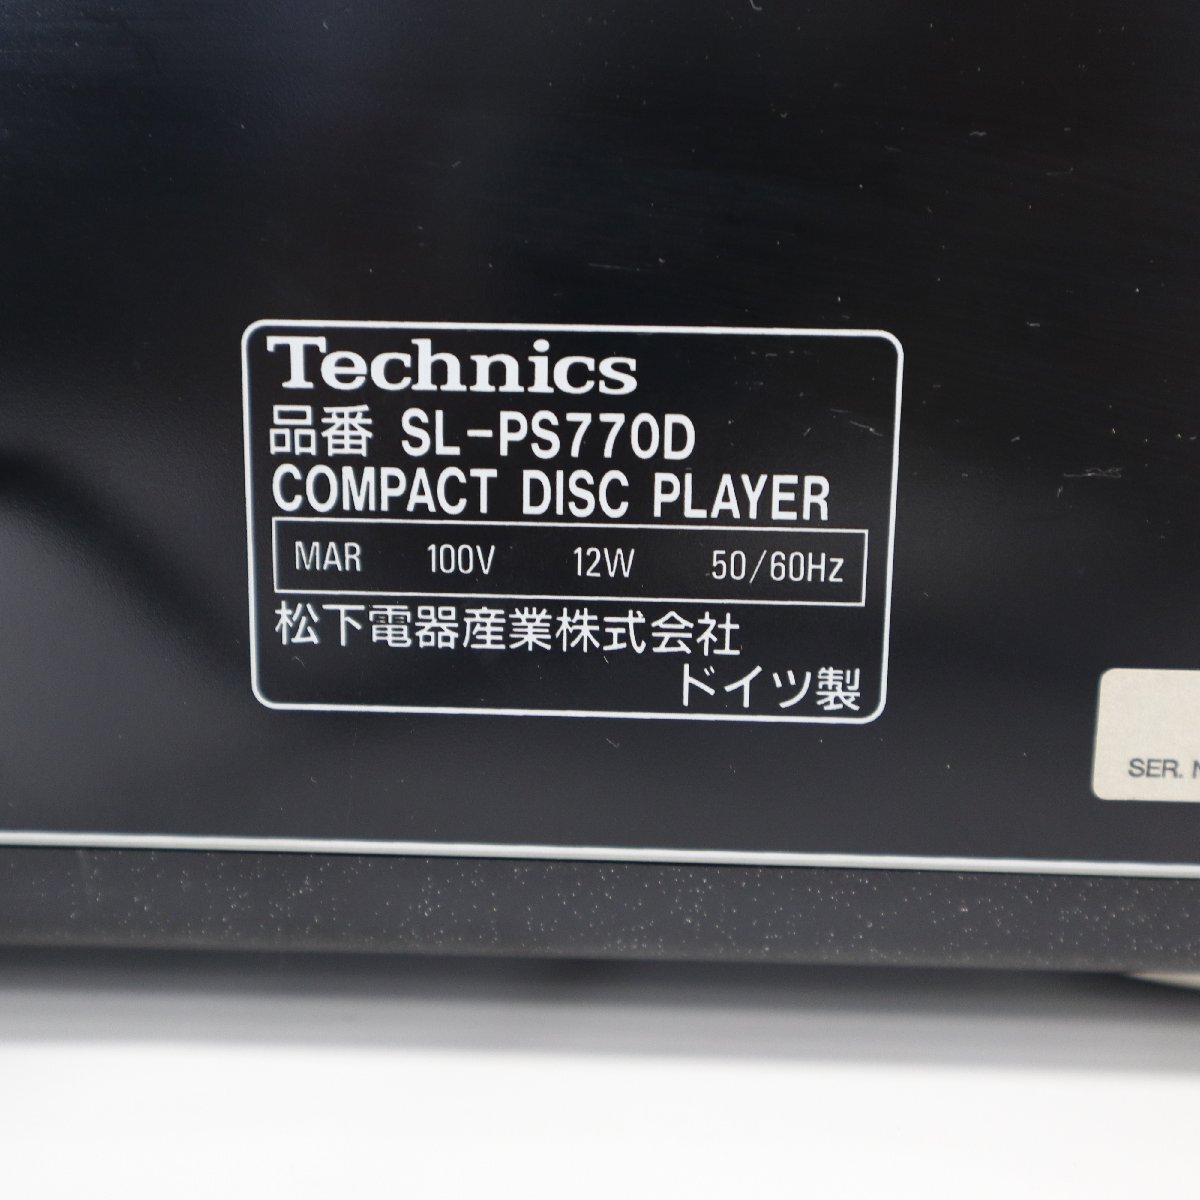 Technics
品番 SL-PS770D
COMPACT DISC PLAYER
MAR 100V 12W 50/60Hz
松下電器産業株式会社
ドイツ製
SER.